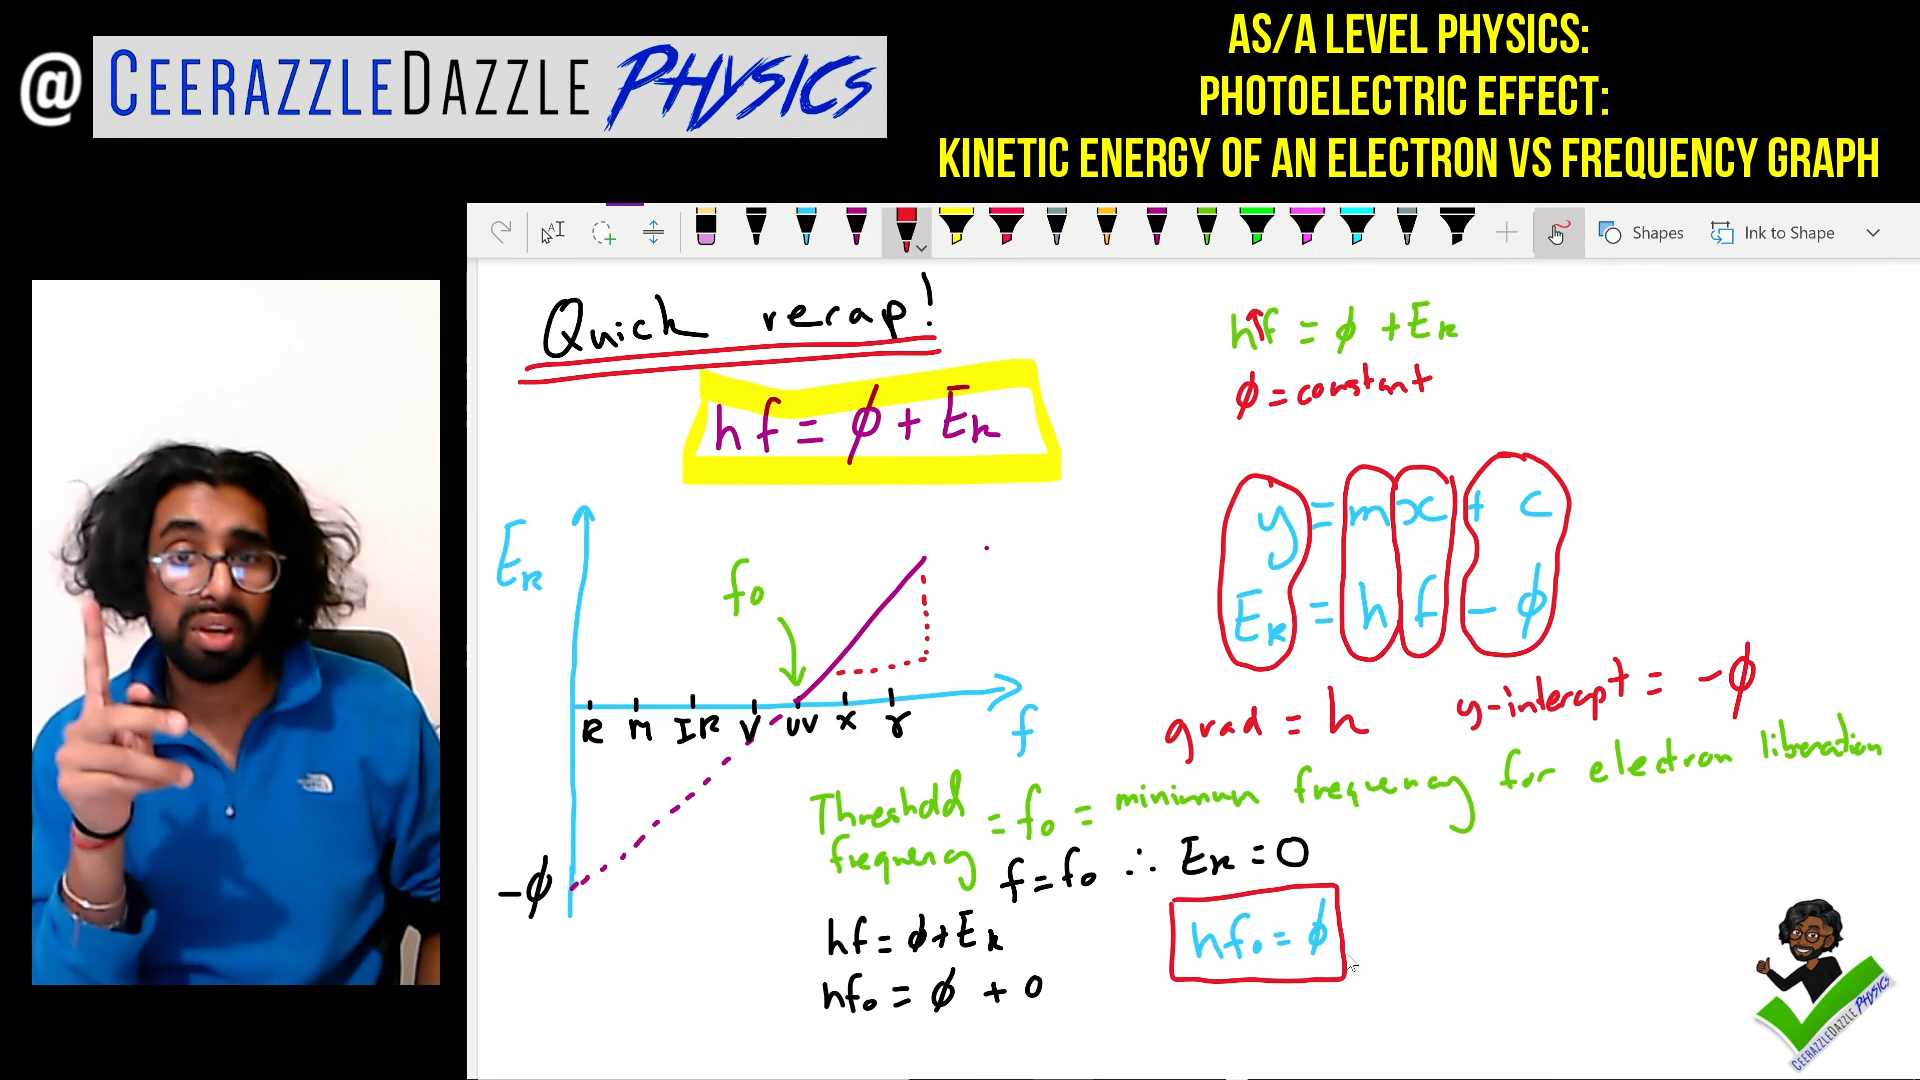 @ CEERAZZLEDAZZLE PHYSICS
AS/A LEVEL PHYSICS:
PHOTOELECTRIC EFFECT:
KINETIC ENERGY OF AN ELECTRON VS FREQUENCY GRAPH
Shapes
Ink to Shape
Quick recap!
hf = ϕ + Ek
hf = ϕ + Ek
ϕ = constant
y = mx + c
Ek = hf - ϕ
grad = h
y-intercept = -ϕ
Ek
f0
R M IR V UV X γ
f
-ϕ
Threshold frequency = f0 = minimum frequency for electron liberation
f = f0 ∴ Ek = 0
hf = ϕ + Ek
hf0 = ϕ + 0
hf0 = ϕ
CEERAZZLEDAZZLE PHYSICS